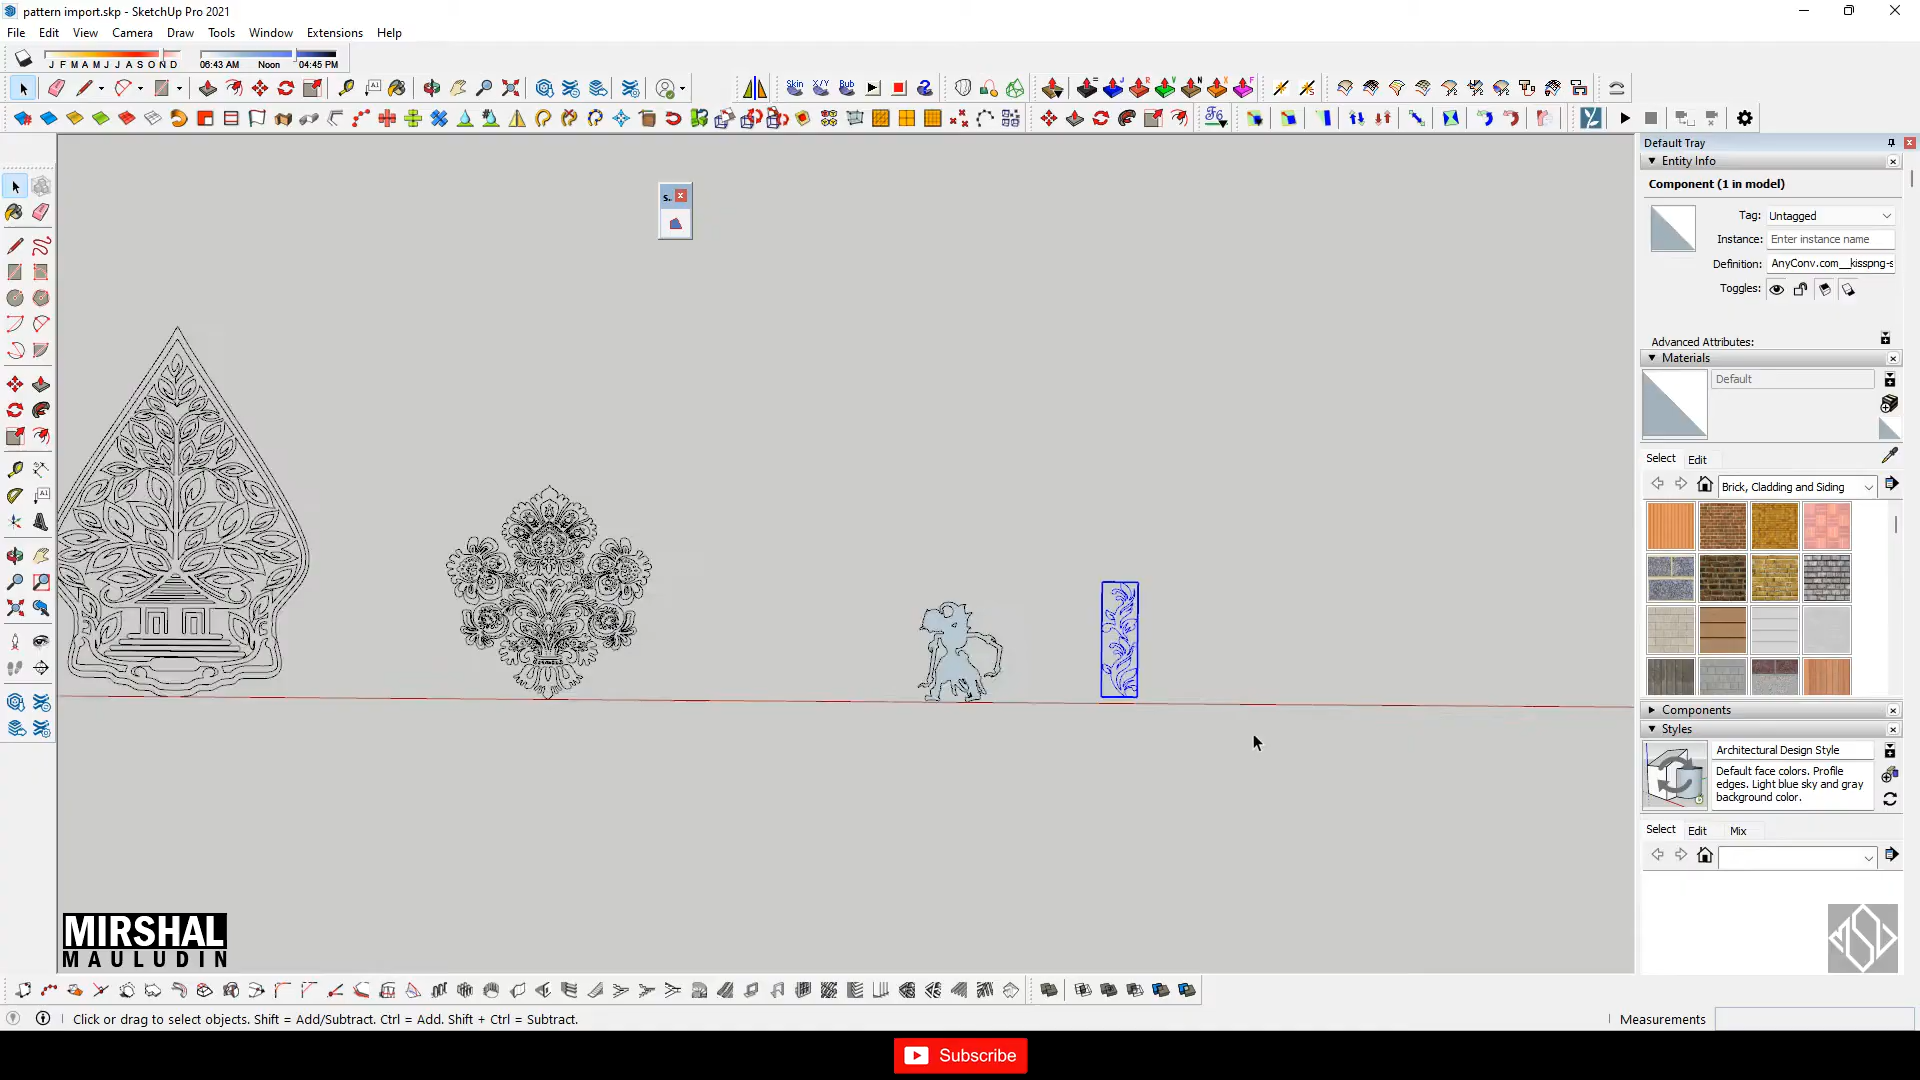 pattern import.skp - SketchUp Pro 2021
File Edit View Camera Draw Tools Window Extensions Help
J F M A M J J A S O N D 06:43 AM Noon 04:45 PM
Skin X/Y Bub
s.
Default Tray
Entity Info
Component (1 in model)
Tag: Untagged
Instance: Enter instance name
Definition: AnyConv.com__kisspng-s
Toggles:
Advanced Attributes:
Materials
Default
Select Edit
Brick, Cladding and Siding
Components
Styles
Architectural Design Style
Default face colors. Profile
edges. Light blue sky and gray
background color.
Select Edit Mix
MIRSHAL
MAULUDIN
Click or drag to select objects. Shift = Add/Subtract. Ctrl = Add. Shift + Ctrl = Subtract.
Measurements
Subscribe